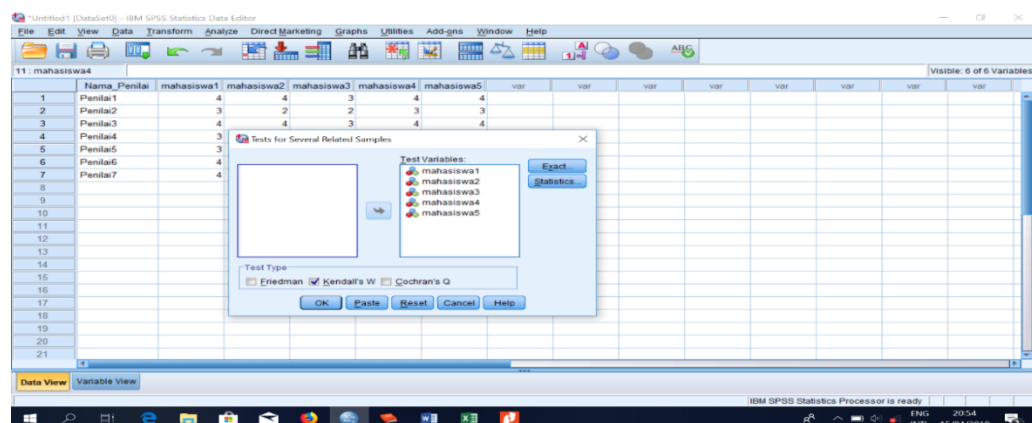 *Untitled1 [DataSet0] - IBM SPSS Statistics Data Editor
File Edit View Data Transform Analyze Direct Marketing Graphs Utilities Add-ons Window Help
11 : mahasiswa4
Visible: 6 of 6 Variables
Nama_Penilai mahasiswa1 mahasiswa2 mahasiswa3 mahasiswa4 mahasiswa5 var var var var var var var var
1 Penilai1 4 4 3 4 4
2 Penilai2 3 2 2 3 3
3 Penilai3 4 4 3 4 4
4 Penilai4 3
5 Penilai5 3
6 Penilai6 4
7 Penilai7 4
8
9
10
11
12
13
14
15
16
17
18
19
20
21
Tests for Several Related Samples
Test Variables:
mahasiswa1
mahasiswa2
mahasiswa3
mahasiswa4
mahasiswa5
Exact...
Statistics...
Test Type
Friedman Kendall's W Cochran's Q
OK Paste Reset Cancel Help
Data View Variable View
IBM SPSS Statistics Processor is ready
ENG 20:54